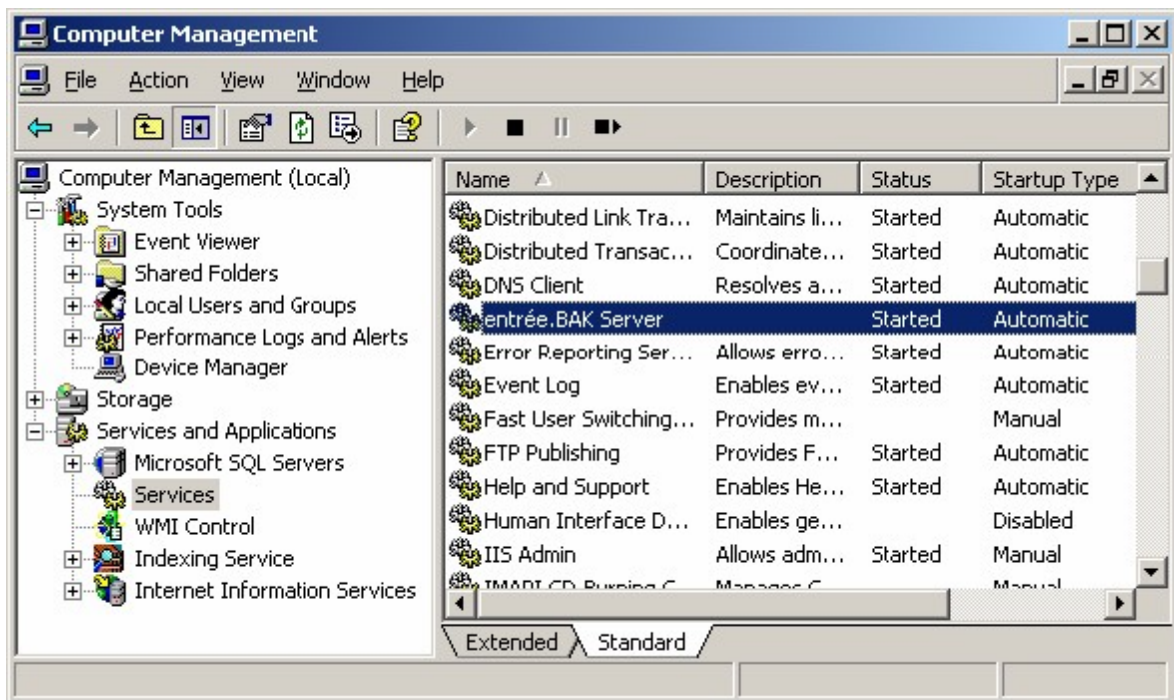 Computer Management
File Action View Window Help
Computer Management (Local)
System Tools
Event Viewer
Shared Folders
Local Users and Groups
Performance Logs and Alerts
Device Manager
Storage
Services and Applications
Microsoft SQL Servers
Services
WMI Control
Indexing Service
Internet Information Services
Name Description Status Startup Type
Distributed Link Tra... Maintains li... Started Automatic
Distributed Transac... Coordinate... Started Automatic
DNS Client Resolves a... Started Automatic
entrée.BAK Server Started Automatic
Error Reporting Ser... Allows erro... Started Automatic
Event Log Enables ev... Started Automatic
Fast User Switching... Provides m... Manual
FTP Publishing Provides F... Started Automatic
Help and Support Enables He... Started Automatic
Human Interface D... Enables ge... Disabled
IIS Admin Allows adm... Started Manual
IMAPI CD-Burning C... Manages C... Manual
Extended Standard